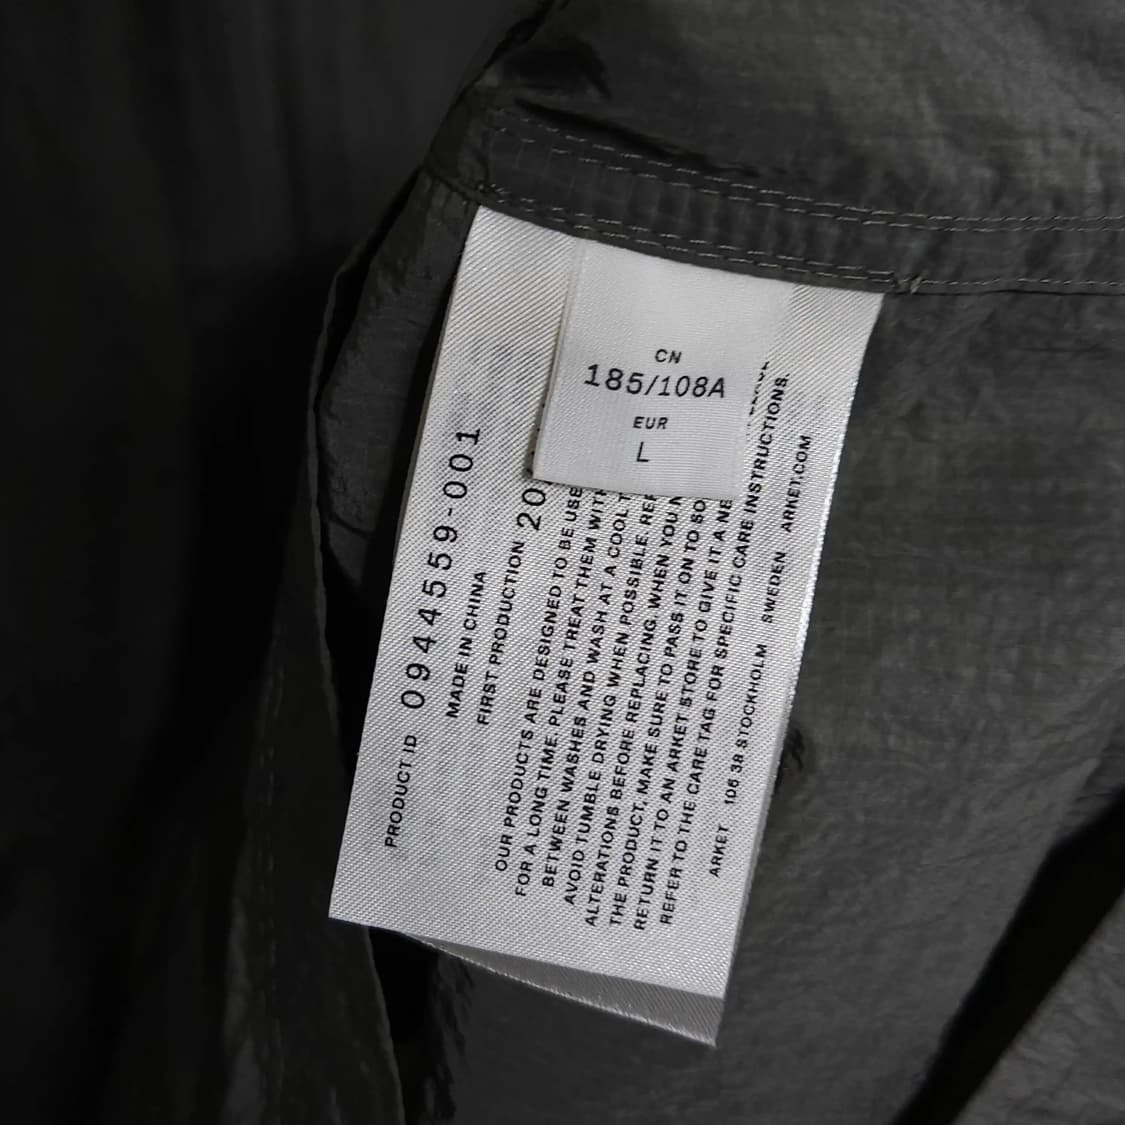 CN
185/108A
EUR
L
PRODUCT ID 0944559-001
MADE IN CHINA
FIRST PRODUCTION 20
OUR PRODUCTS ARE DESIGNED TO BE USE
FOR A LONG TIME. PLEASE TREAT THEM WITH
BETWEEN WASHES AND WASH AT A COOL T
AVOID TUMBLE DRYING WHEN POSSIBLE. REP
ALTERATIONS BEFORE REPLACING. WHEN YOU N
THE PRODUCT, MAKE SURE TO PASS IT ON TO SO
RETURN IT TO AN ARKET STORE TO GIVE IT A NE
REFER TO THE CARE TAG FOR SPECIFIC CARE INSTRUCTIONS.
ARKET 106 38 STOCKHOLM SWEDEN ARKET.COM